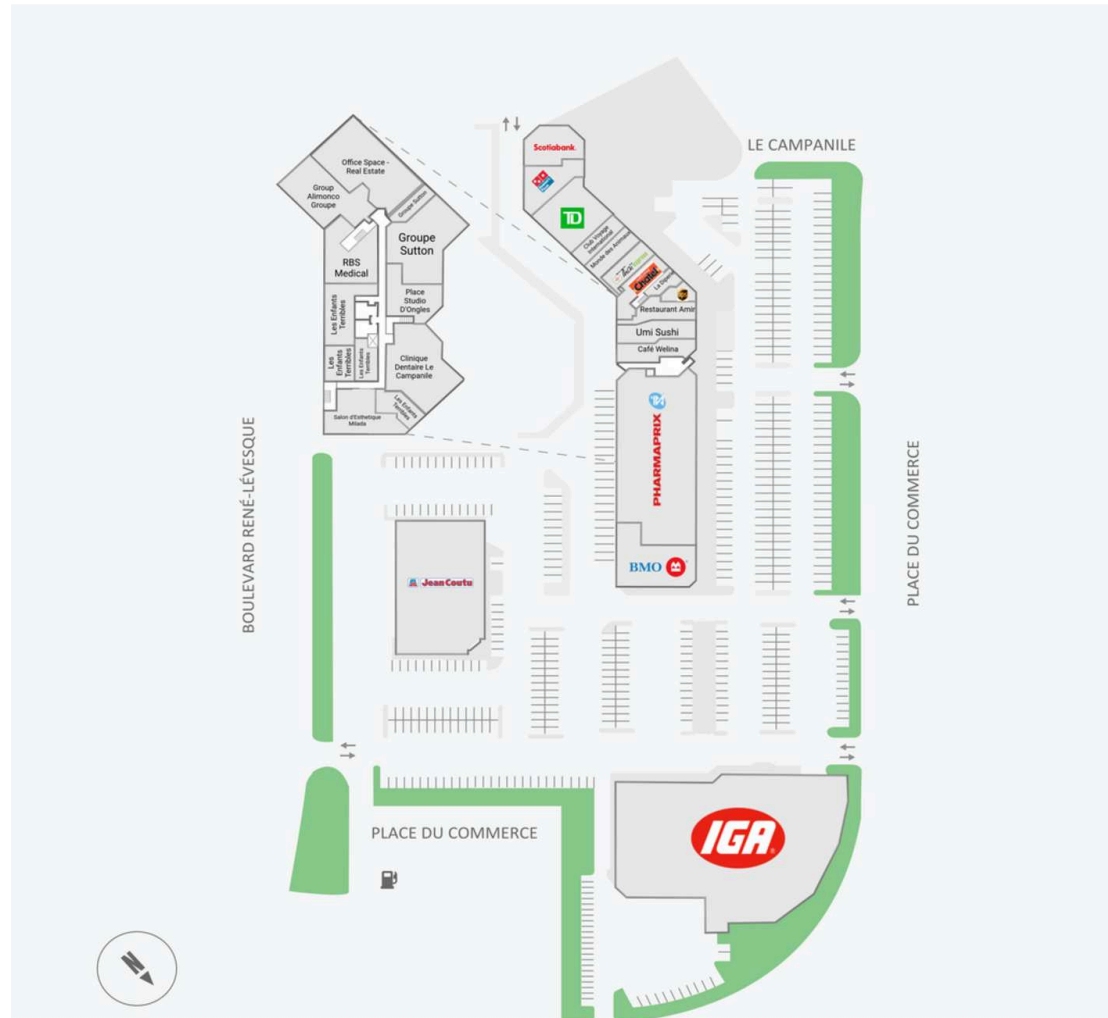 LE CAMPANILE
Office Space -
Real Estate
Group
Alimonco
Groupe
Groupe Sutton
Groupe
Sutton
RBS
Medical
Place
Studio
D'Ongles
Les Enfants
Terribles
Les
Enfants
Terribles
Les Enfants
Terribles
Clinique
Dentaire Le
Campanile
Les Enfants
Terribles
Salon d'Esthetique
Milada
Scotiabank
TD
Club Voyage
International
Monde des Animaux
Chatel
Restaurant Amir
Umi Sushi
Café Welina
PHARMAPRIX
BMO
Jean Coutu
BOULEVARD RENÉ-LÉVESQUE
PLACE DU COMMERCE
IGA
PLACE DU COMMERCE
N